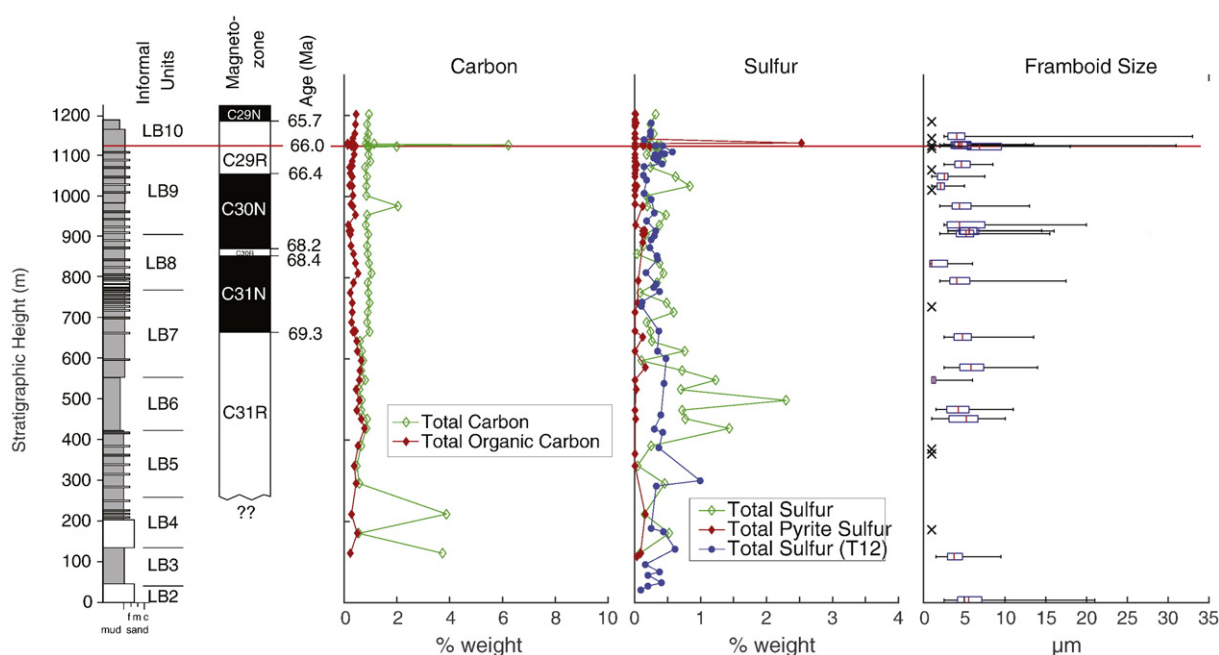 Carbon
Sulfur
Framboid Size
Stratigraphic Height (m)
Informal
Units
Magneto-
zone
Age (Ma)
1200
1100
1000
900
800
700
600
500
400
300
200
100
0
LB10
LB9
LB8
LB7
LB6
LB5
LB4
LB3
LB2
C29N
C29R
C30N
C30R
C31N
C31R
??
65.7
66.0
66.4
68.2
68.4
69.3
Total Carbon
Total Organic Carbon
Total Sulfur
Total Pyrite Sulfur
Total Sulfur (T12)
f m c
mud sand
0 2 4 6 8 10
% weight
0 1 2 3 4
% weight
0 5 10 15 20 25 30 35
µm